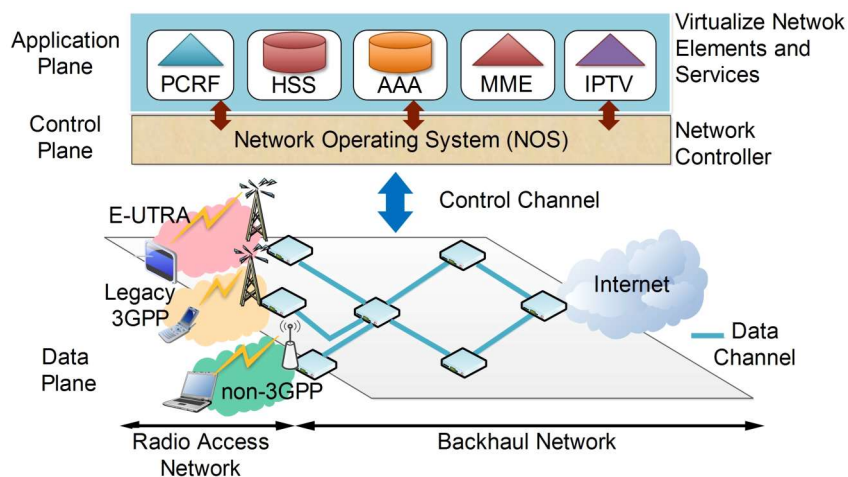 Application
Plane
PCRF
HSS
AAA
MME
IPTV
Virtualize Netwok
Elements and
Services
Control
Plane
Network Operating System (NOS)
Network
Controller
Control Channel
E-UTRA
Legacy
3GPP
non-3GPP
Internet
Data
Plane
Data
Channel
Radio Access
Network
Backhaul Network